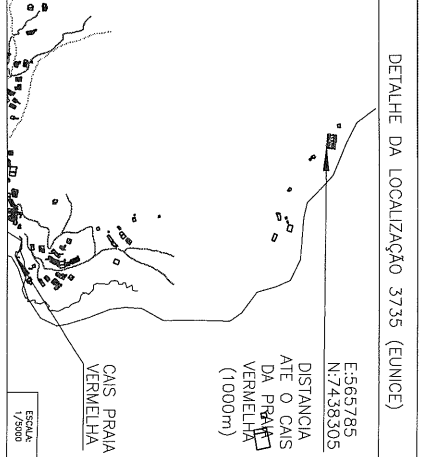 DETALHE DA LOCALIZAÇÃO 3735 (EUNICE)
E:565785
N:7438305
DISTANCIA
ATE O CAIS
DA PRAIA
VERMELHA
(1000m)
CAIS PRAIA
VERMELHA
ESCALA:
1/5000